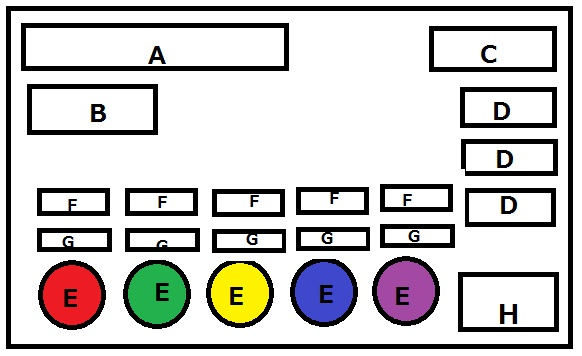 A C
B D
D
F F F F F D
G G G G G
E E E E E H